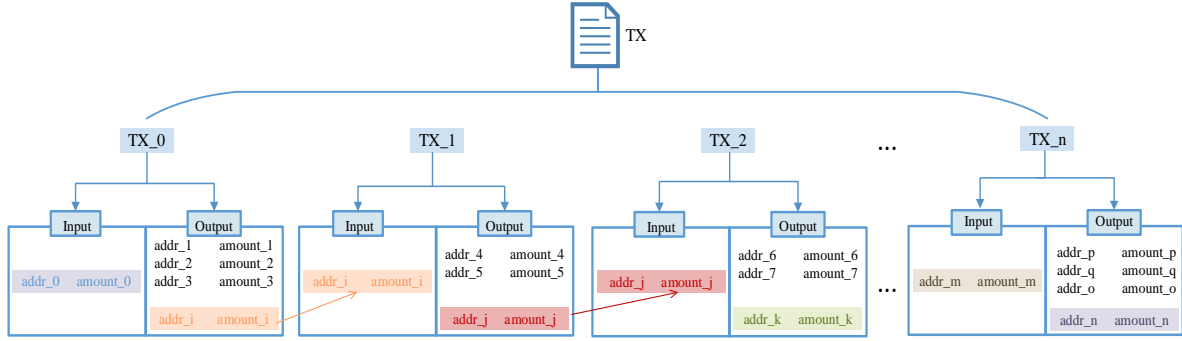 TX
TX_0
TX_1
TX_2
...
TX_n
Input
Output
addr_0 amount_0
addr_1 amount_1
addr_2 amount_2
addr_3 amount_3
addr_i amount_i
Input
Output
addr_i amount_i
addr_4 amount_4
addr_5 amount_5
addr_j amount_j
Input
Output
addr_j amount_j
addr_6 amount_6
addr_7 amount_7
addr_k amount_k
...
Input
Output
addr_m amount_m
addr_p amount_p
addr_q amount_q
addr_o amount_o
addr_n amount_n